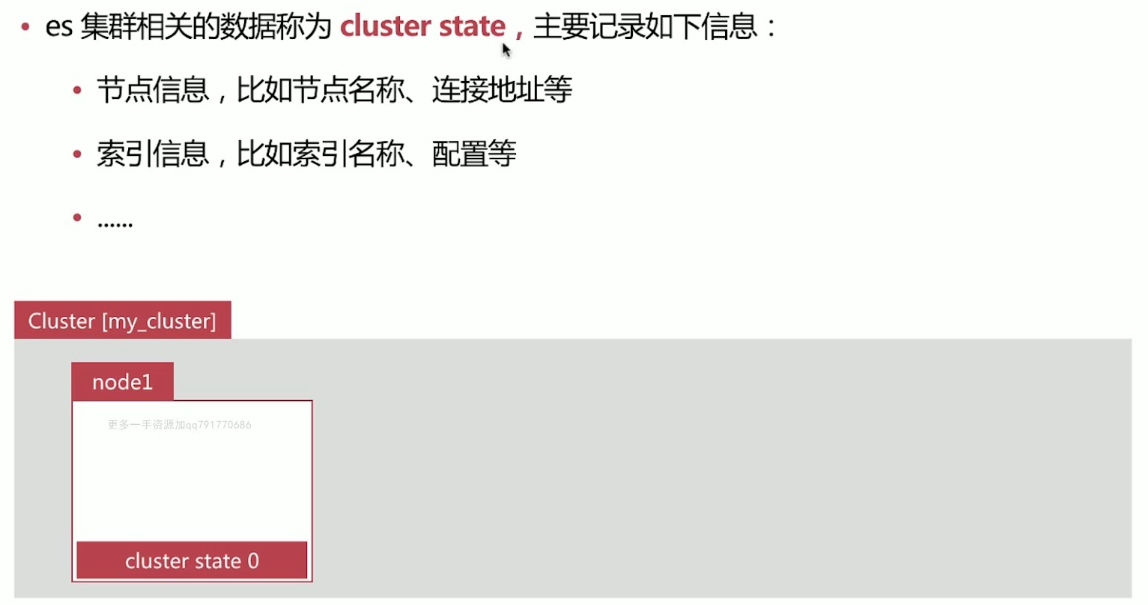 es 集群相关的数据称为 cluster state，主要记录如下信息：
节点信息，比如节点名称、连接地址等
索引信息，比如索引名称、配置等
......
Cluster [my_cluster]
node1
更多一手资源加qq791770686
cluster state 0